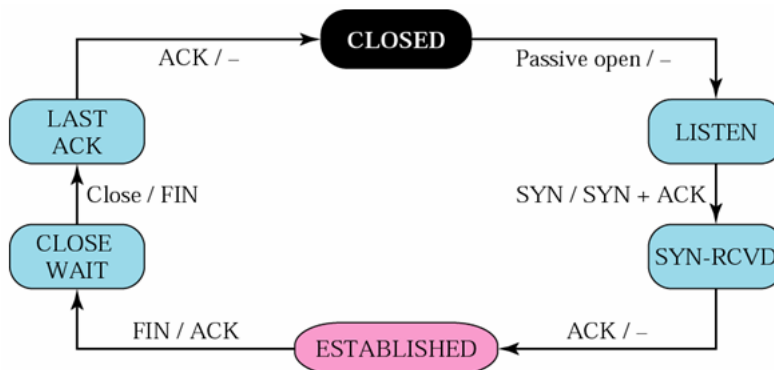 CLOSED
ACK / –
Passive open / –
LAST
ACK
LISTEN
Close / FIN
SYN / SYN + ACK
CLOSE
WAIT
SYN-RCVD
FIN / ACK
ACK / –
ESTABLISHED